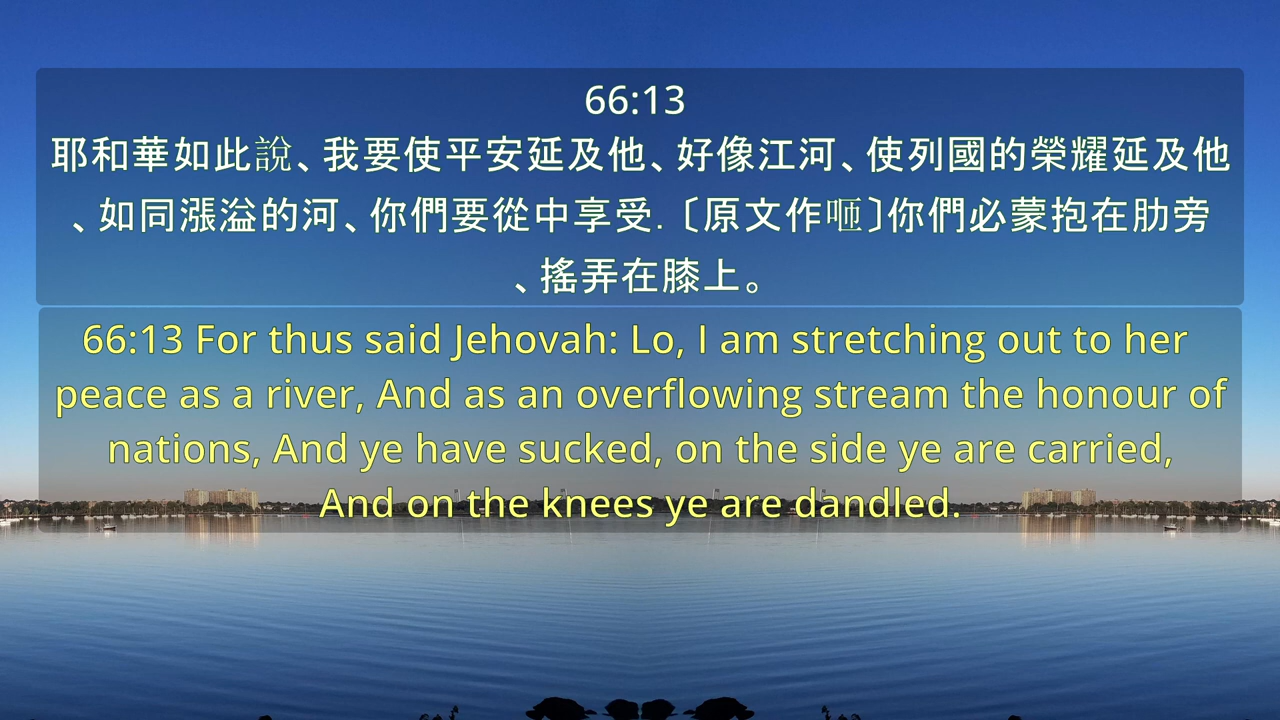 66:13
耶和華如此說、我要使平安延及他、好像江河、使列國的榮耀延及他
、如同漲溢的河、你們要從中享受.〔原文作咂〕你們必蒙抱在肋旁
、搖弄在膝上。
66:13 For thus said Jehovah: Lo, I am stretching out to her
peace as a river, And as an overflowing stream the honour of
nations, And ye have sucked, on the side ye are carried,
And on the knees ye are dandled.